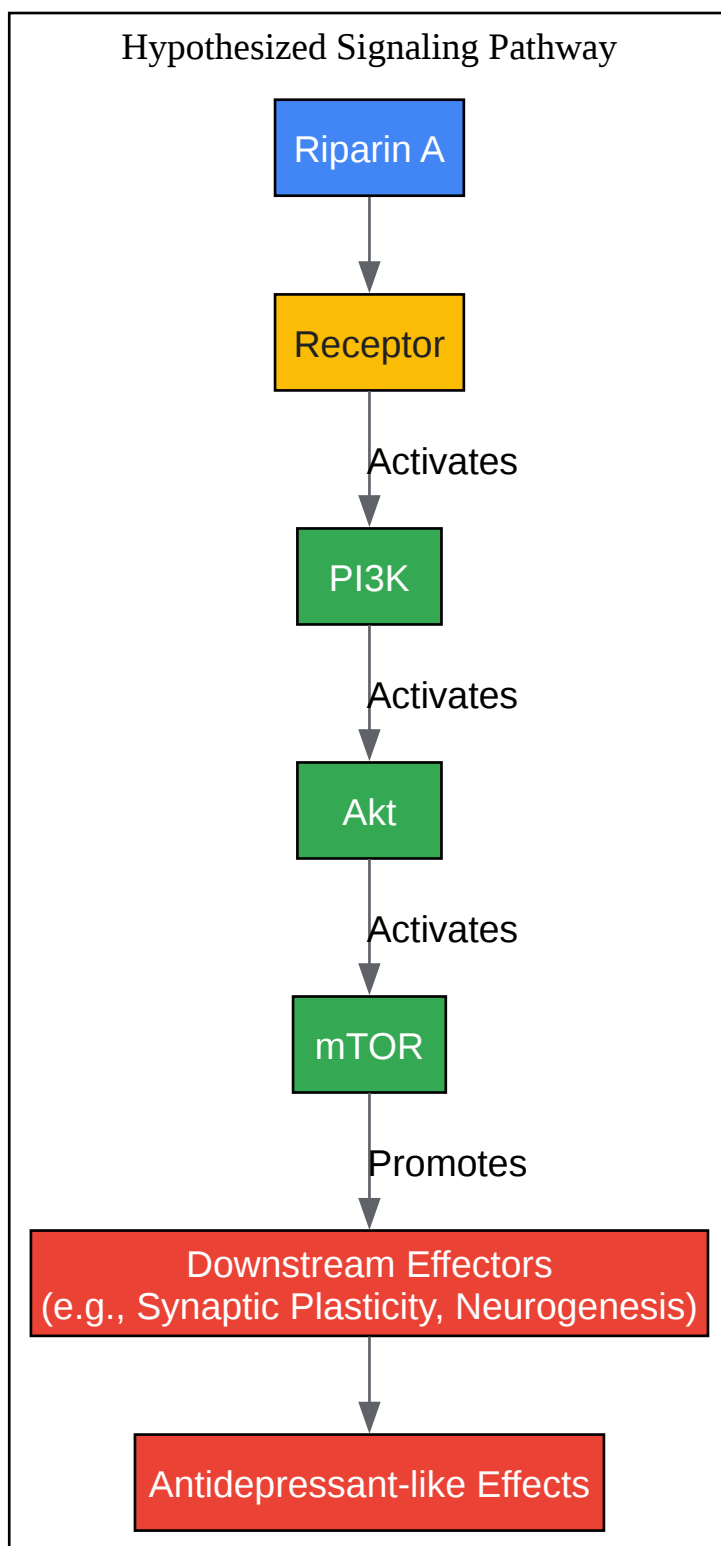 Hypothesized Signaling Pathway
Riparin A
Receptor
Activates
PI3K
Activates
Akt
Activates
mTOR
Promotes
Downstream Effectors
(e.g., Synaptic Plasticity, Neurogenesis)
Antidepressant-like Effects